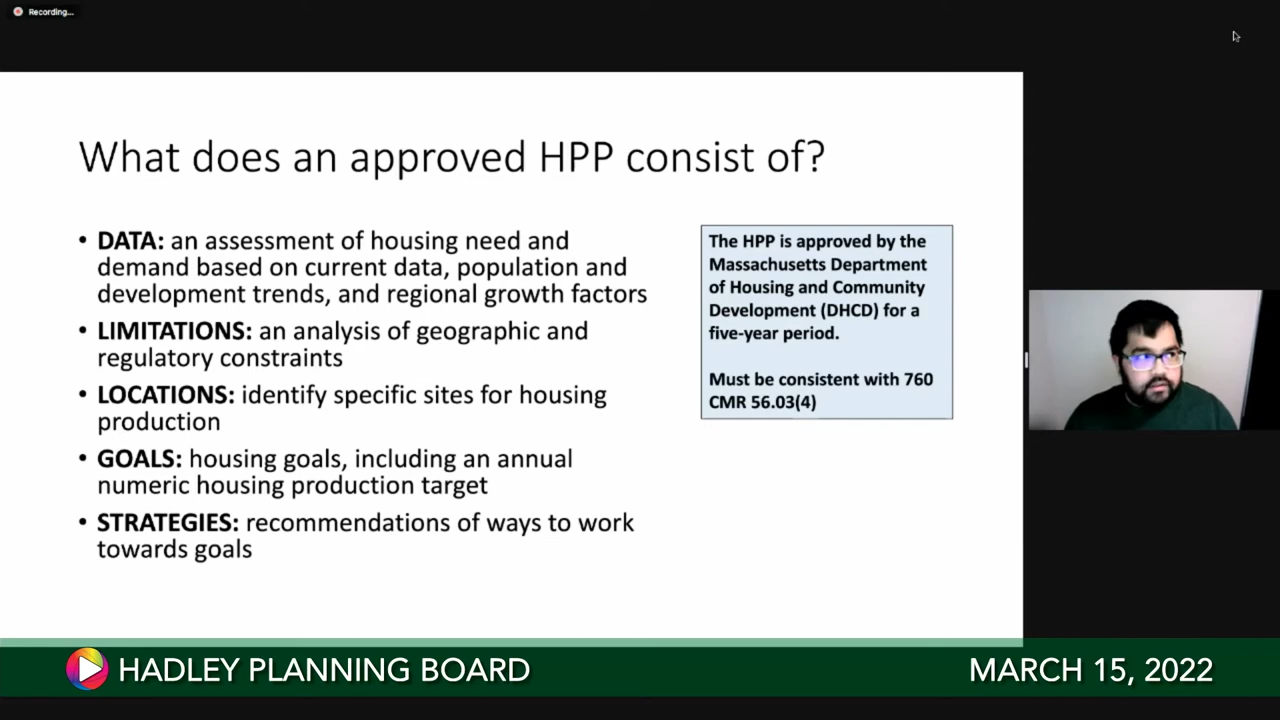 Recording...
What does an approved HPP consist of?
• DATA: an assessment of housing need and
demand based on current data, population and
development trends, and regional growth factors
• LIMITATIONS: an analysis of geographic and
regulatory constraints
• LOCATIONS: identify specific sites for housing
production
• GOALS: housing goals, including an annual
numeric housing production target
• STRATEGIES: recommendations of ways to work
towards goals
The HPP is approved by the
Massachusetts Department
of Housing and Community
Development (DHCD) for a
five-year period.
Must be consistent with 760
CMR 56.03(4)
HADLEY PLANNING BOARD
MARCH 15, 2022